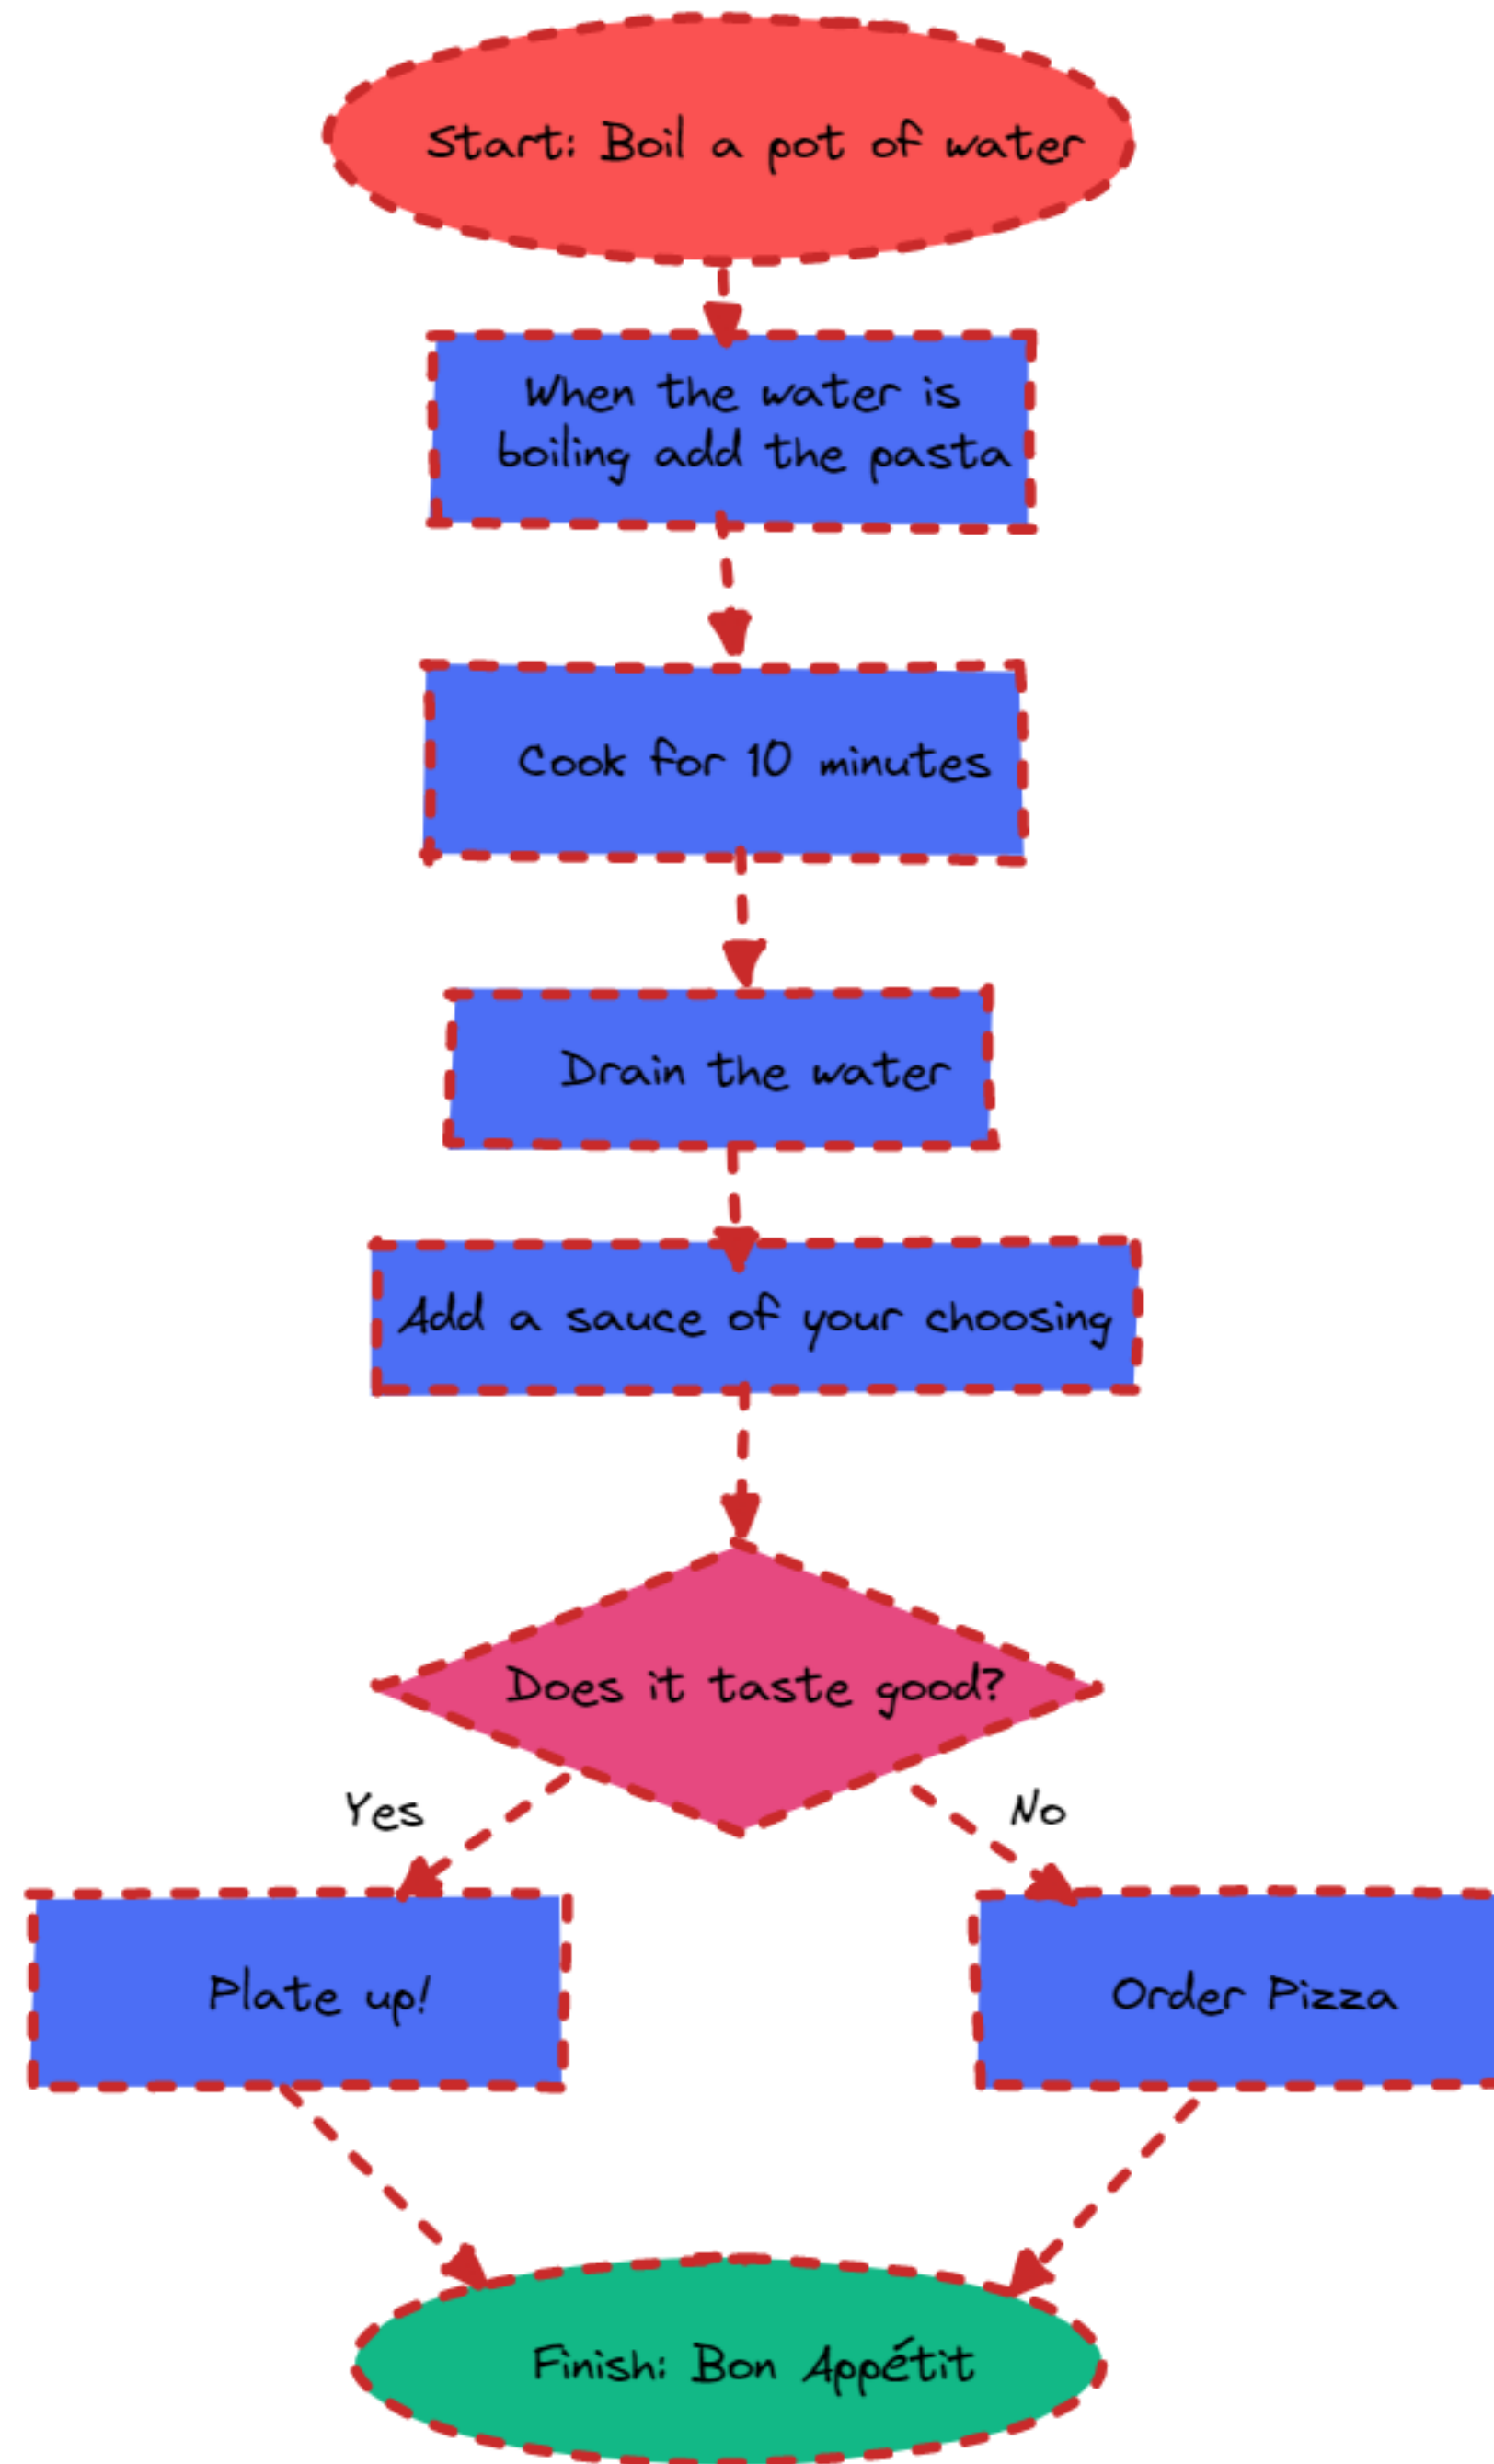 Start: Boil a pot of water
When the water is
boiling add the pasta
Cook for 10 minutes
Drain the water
Add a sauce of your choosing
Does it taste good?
Yes
No
Plate up!
Order Pizza
Finish: Bon Appétit